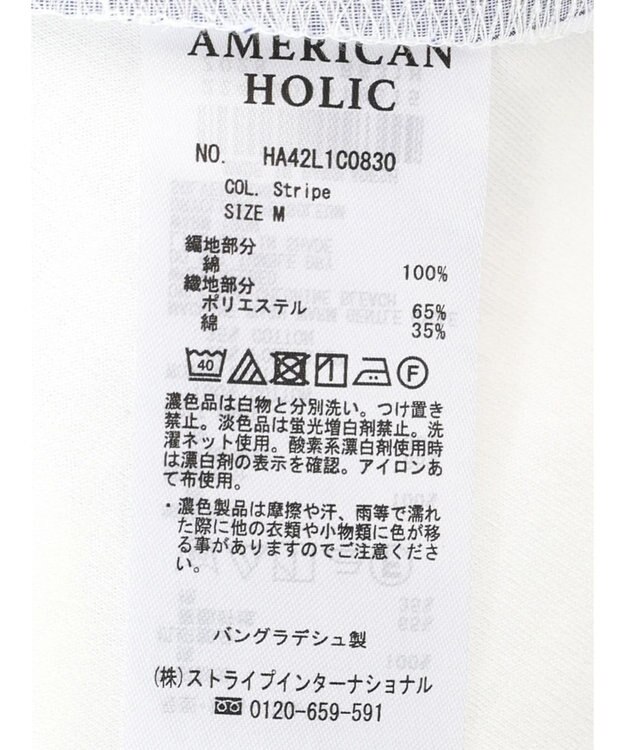 AMERICAN
HOLIC
NO. HA42L1C0830
COL. Stripe
SIZE M
編地部分
綿 100%
織地部分
ポリエステル 65%
綿 35%
40 F
濃色品は白物と分別洗い。つけ置き
禁止。淡色品は蛍光増白剤禁止。洗
濯ネット使用。酸素系漂白剤使用時
は漂白剤の表示を確認。アイロンあ
て布使用。
・濃色製品は摩擦や汗、雨等で濡れ
た際に他の衣類や小物類に色が移
る事がありますのでご注意くださ
い。
バングラデシュ製
(株)ストライプインターナショナル
0120-659-591